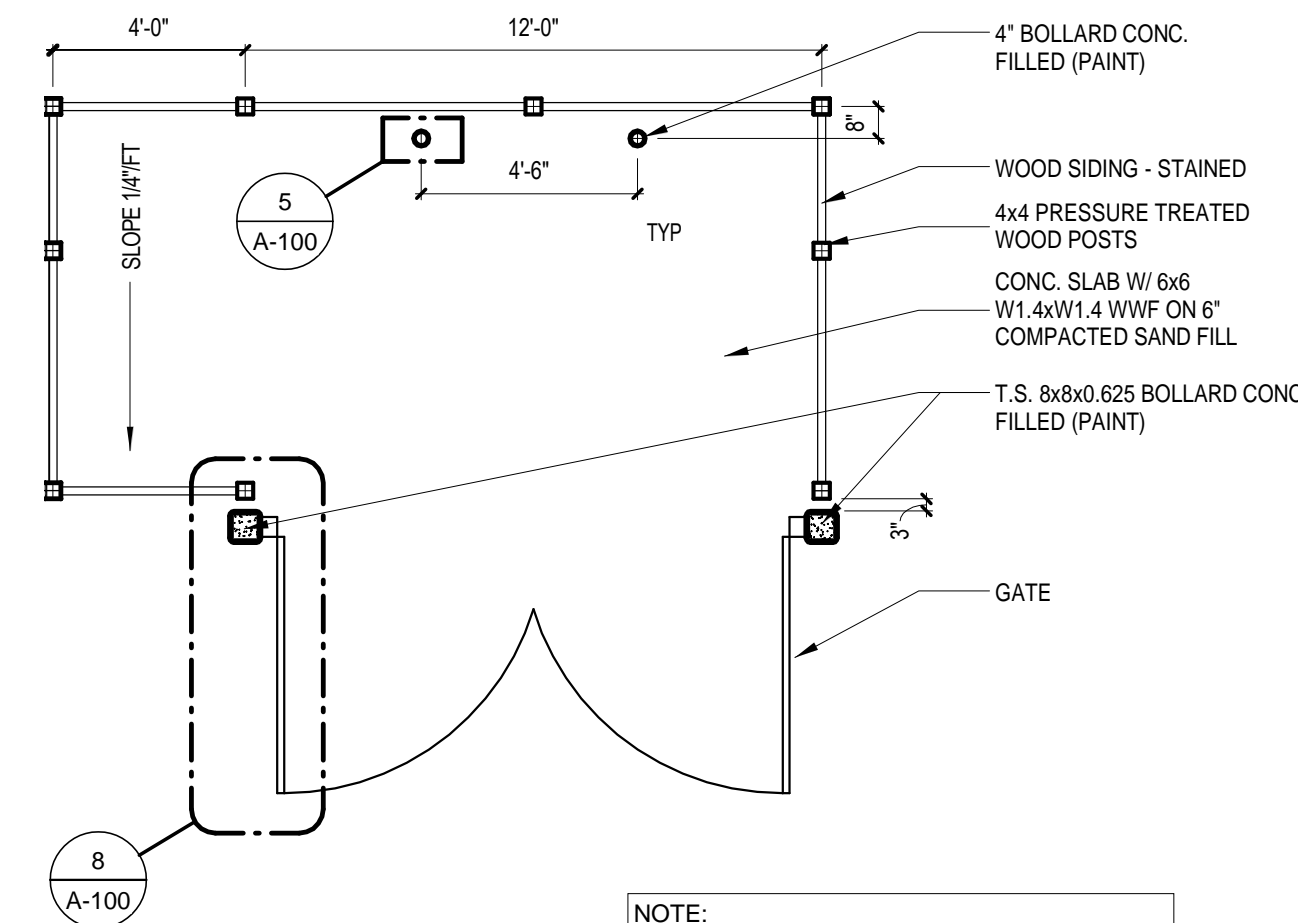 4'-0"
12'-0"
4" BOLLARD CONC.
FILLED (PAINT)
8"
WOOD SIDING - STAINED
SLOPE 1/4"/FT
4'-6"
5
A-100
TYP
4x4 PRESSURE TREATED
WOOD POSTS
CONC. SLAB W/ 6x6
W1.4xW1.4 WWF ON 6"
COMPACTED SAND FILL
T.S. 8x8x0.625 BOLLARD CONC
FILLED (PAINT)
3"
GATE
8
A-100
NOTE: